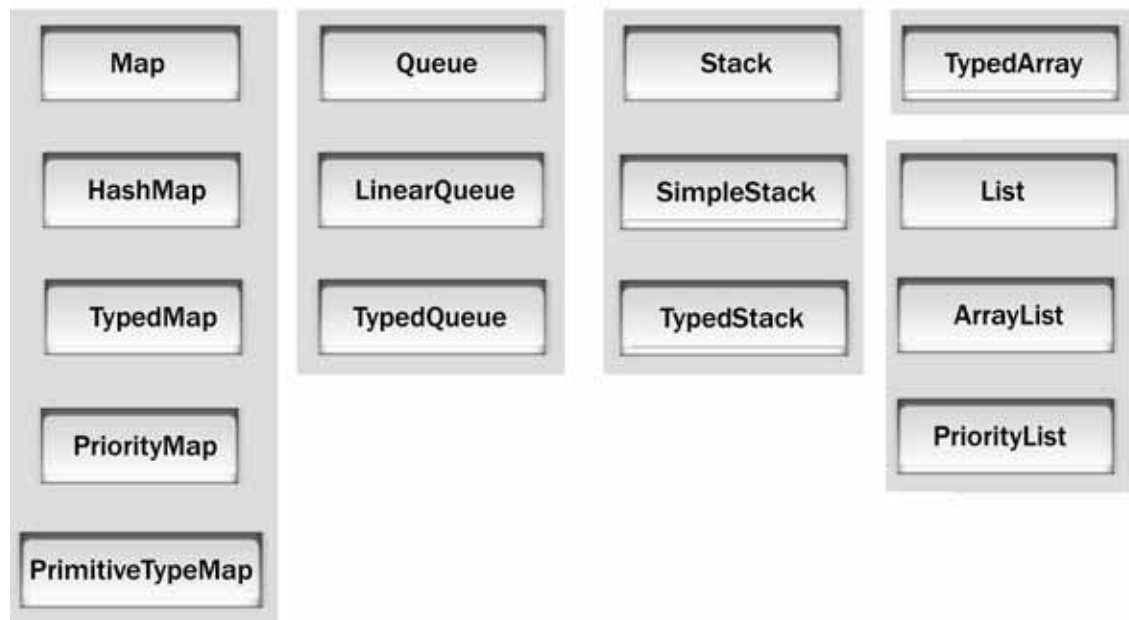 Map
HashMap
TypedMap
PriorityMap
PrimitiveTypeMap
Queue
LinearQueue
TypedQueue
Stack
SimpleStack
TypedStack
TypedArray
List
ArrayList
PriorityList